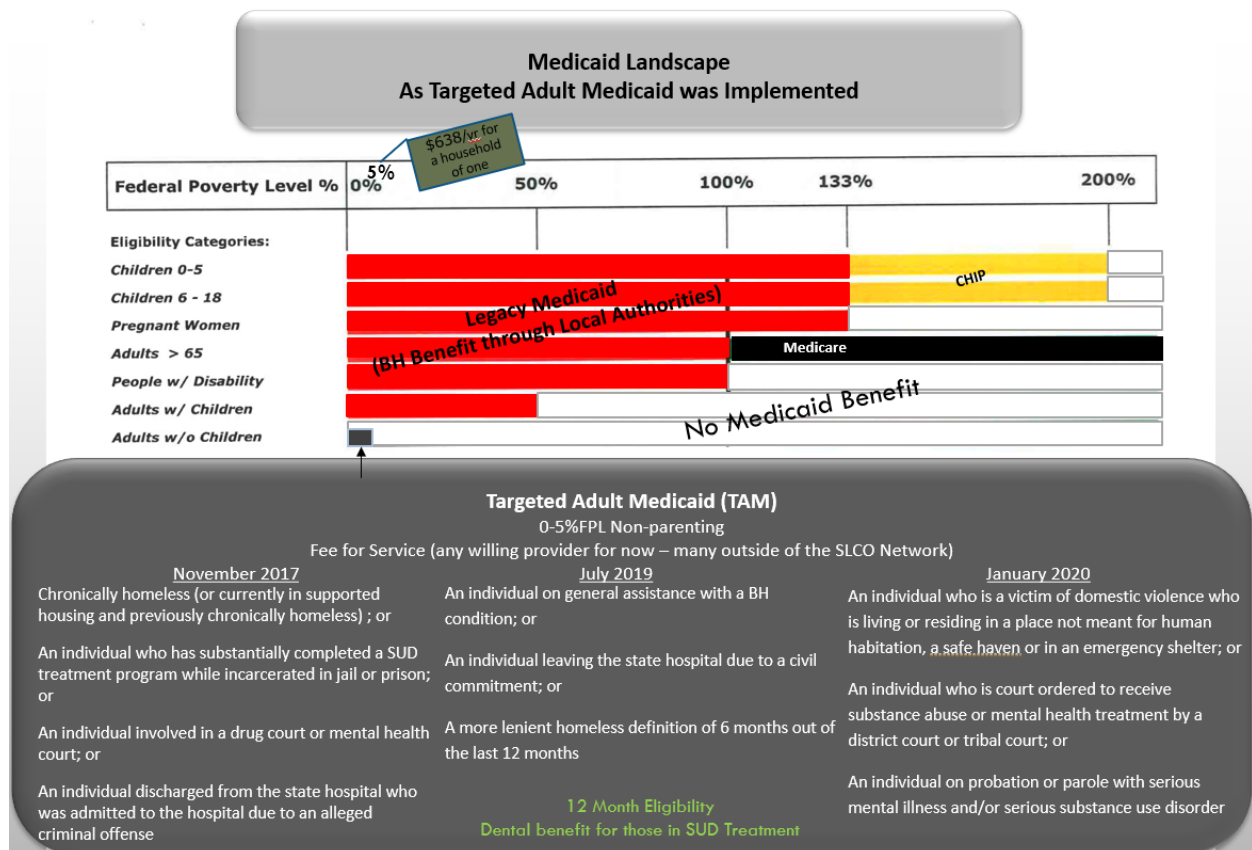 Medicaid Landscape
As Targeted Adult Medicaid was Implemented
$638/yr for
a household
of one
5%
Federal Poverty Level % 0% 50% 100% 133% 200%
Eligibility Categories:
Children 0-5
Children 6 - 18
Pregnant Women
Adults > 65
People w/ Disability
Adults w/ Children
Adults w/o Children
CHIP
Legacy Medicaid
(BH Benefit through Local Authorities)
Medicare
No Medicaid Benefit
Targeted Adult Medicaid (TAM)
0-5%FPL Non-parenting
Fee for Service (any willing provider for now – many outside of the SLCO Network)
November 2017
Chronically homeless (or currently in supported
housing and previously chronically homeless) ; or
An individual who has substantially completed a SUD
treatment program while incarcerated in jail or prison;
or
An individual involved in a drug court or mental health
court; or
An individual discharged from the state hospital who
was admitted to the hospital due to an alleged
criminal offense
July 2019
An individual on general assistance with a BH
condition; or
An individual leaving the state hospital due to a civil
commitment; or
A more lenient homeless definition of 6 months out of
the last 12 months
January 2020
An individual who is a victim of domestic violence who
is living or residing in a place not meant for human
habitation, a safe haven or in an emergency shelter; or
An individual who is court ordered to receive
substance abuse or mental health treatment by a
district court or tribal court; or
An individual on probation or parole with serious
mental illness and/or serious substance use disorder
12 Month Eligibility
Dental benefit for those in SUD Treatment